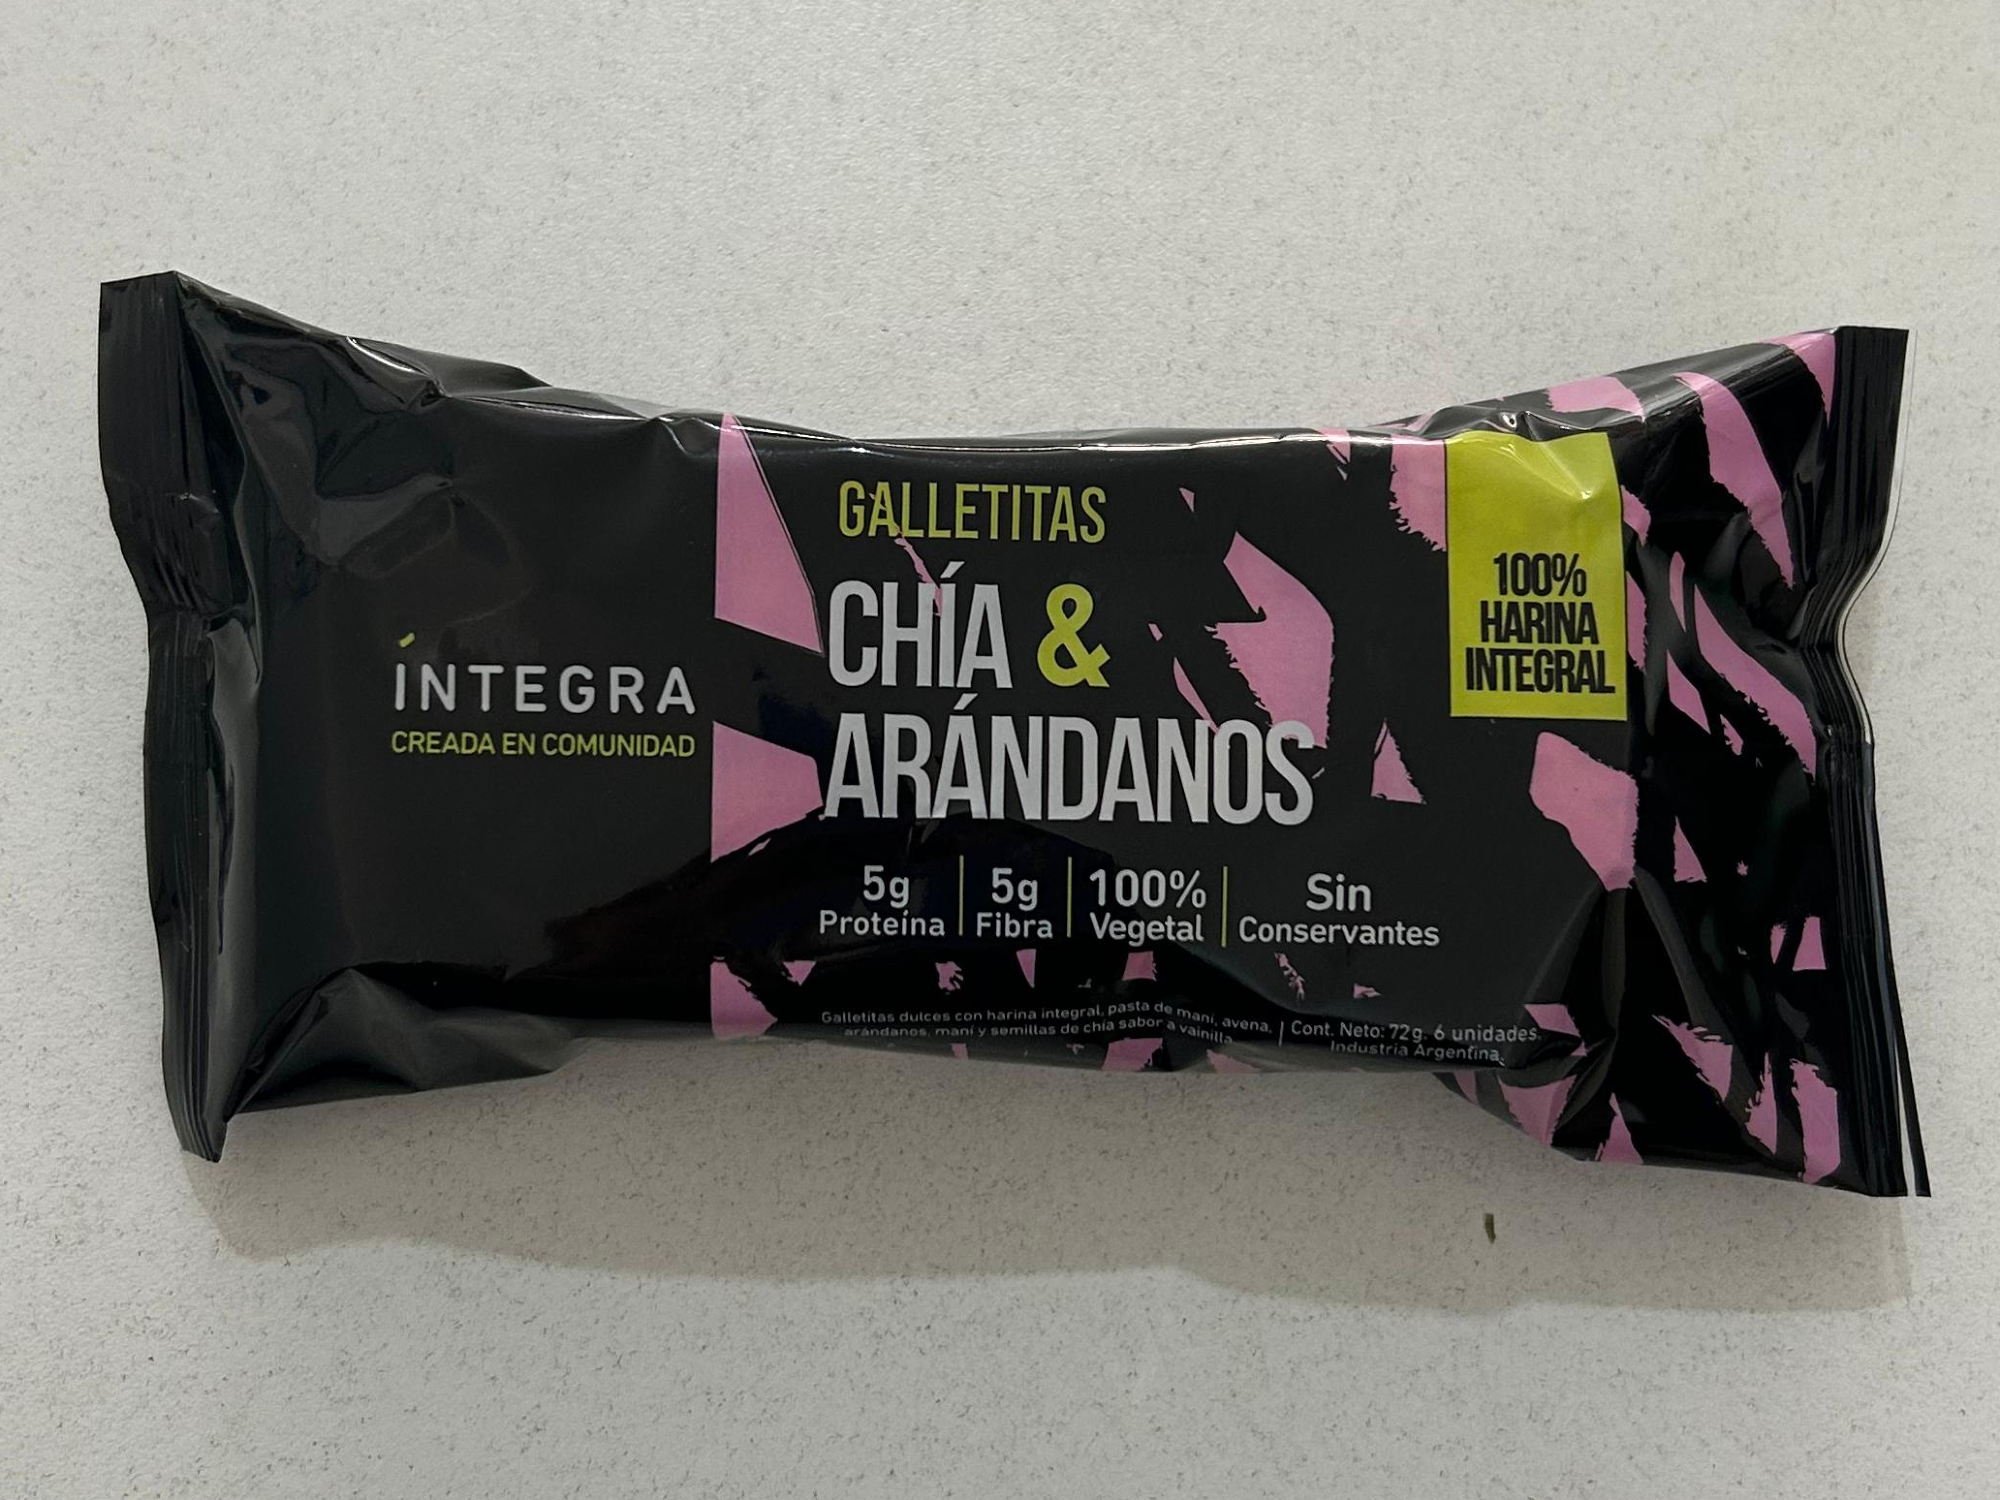 ÍNTEGRA
CREADA EN COMUNIDAD
GALLETITAS
CHÍA &
ARÁNDANOS
100%
HARINA
INTEGRAL
5g
Proteína
5g
Fibra
100%
Vegetal
Sin
Conservantes
Galletitas dulces con harina integral, pasta de maní, avena,
arándanos, maní y semillas de chía sabor a vainilla.
Cont. Neto: 72g. 6 unidades.
Industria Argentina.